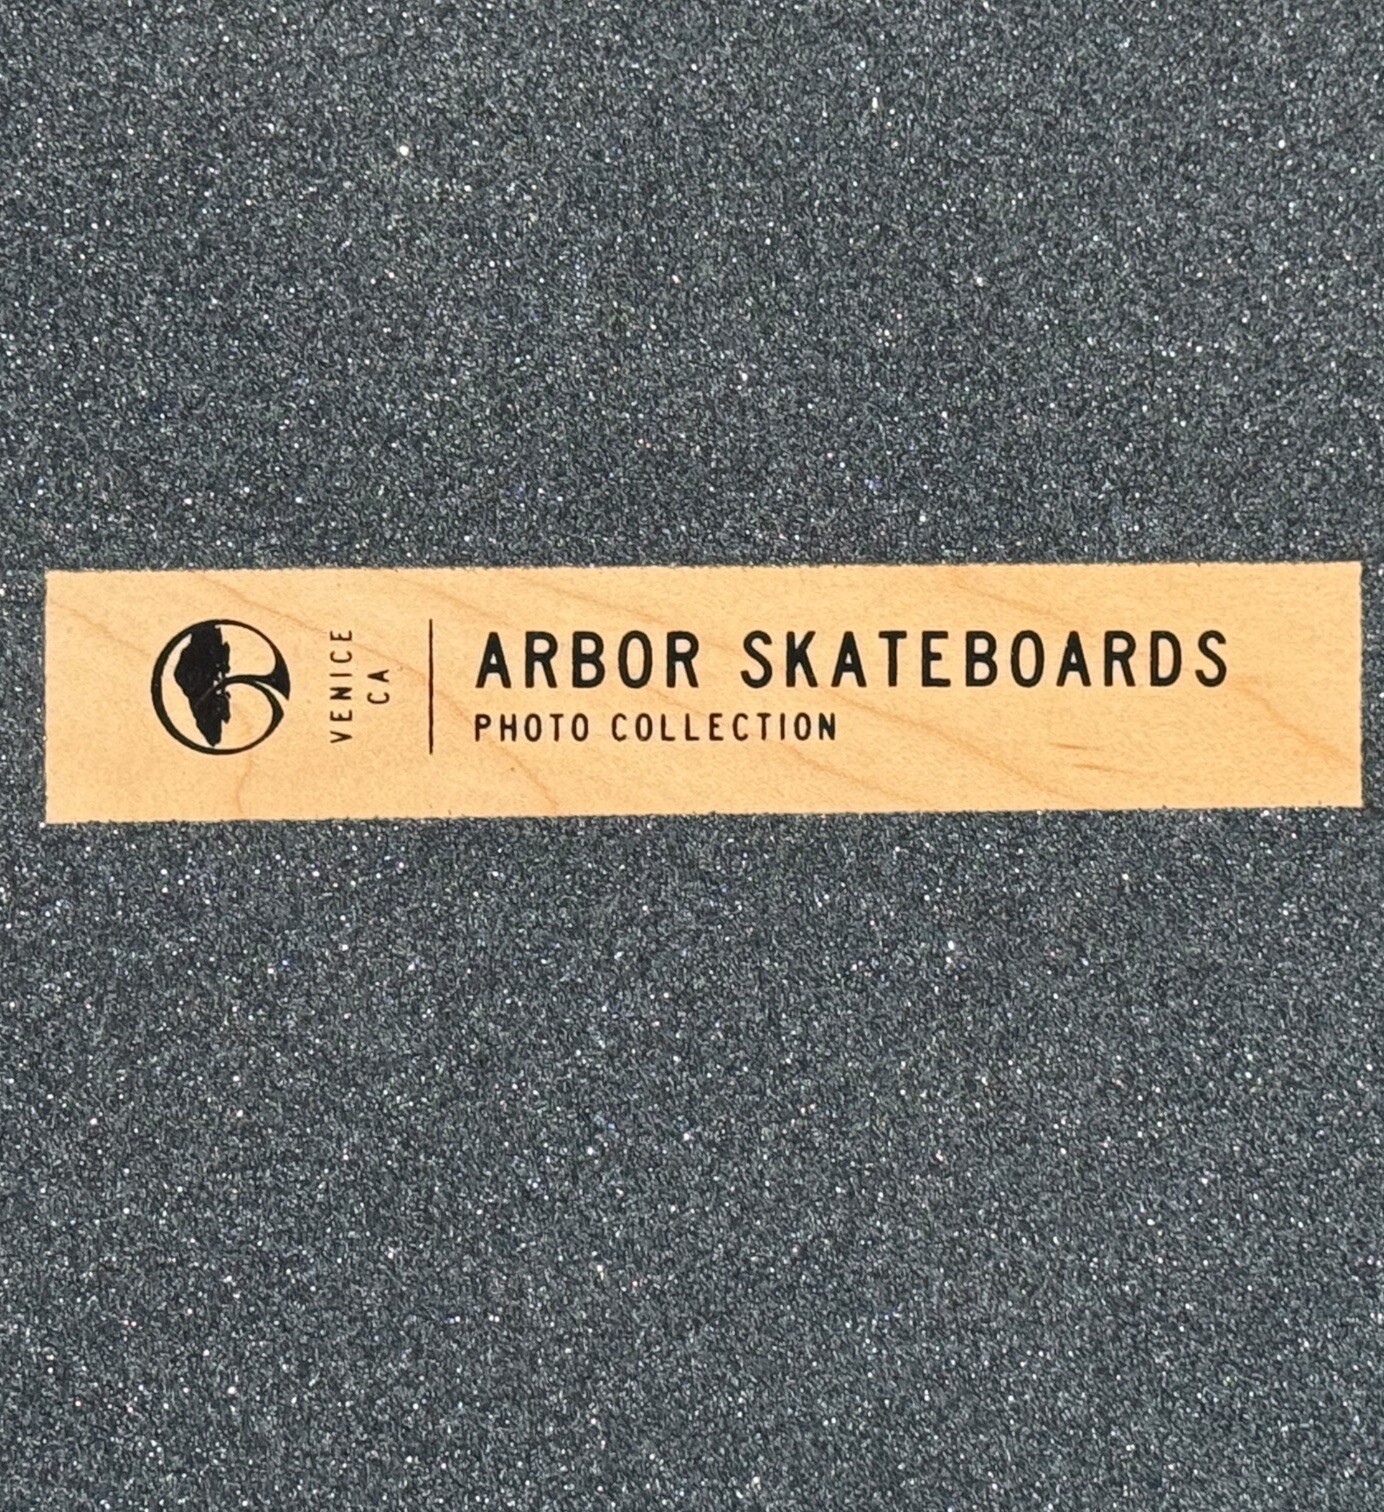 VENICE
CA
ARBOR SKATEBOARDS
PHOTO COLLECTION